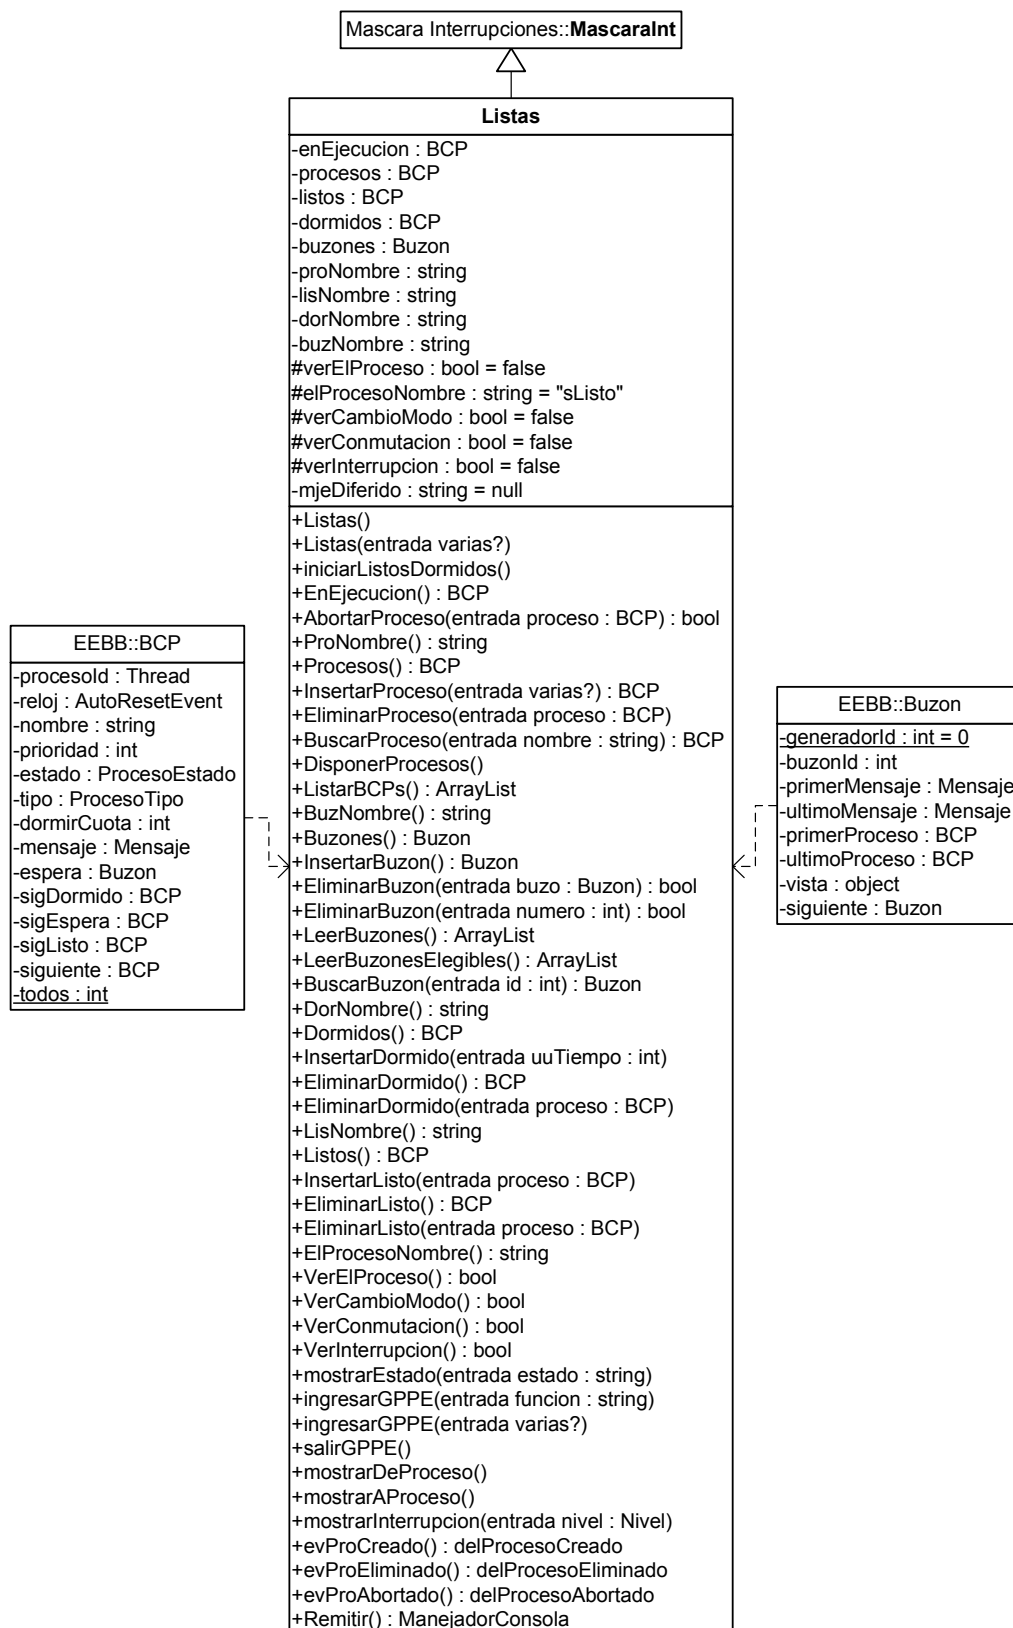 Mascara Interrupciones::MascaraInt
Listas
-enEjecucion : BCP
-procesos : BCP
-listos : BCP
-dormidos : BCP
-buzones : Buzon
-proNombre : string
-lisNombre : string
-dorNombre : string
-buzNombre : string
#verElProceso : bool = false
#elProcesoNombre : string = "sListo"
#verCambioModo : bool = false
#verConmutacion : bool = false
#verInterrupcion : bool = false
-mjeDiferido : string = null
+Listas()
+Listas(entrada varias?)
+iniciarListosDormidos()
+EnEjecucion() : BCP
+AbortarProceso(entrada proceso : BCP) : bool
+ProNombre() : string
+Procesos() : BCP
+InsertarProceso(entrada varias?) : BCP
+EliminarProceso(entrada proceso : BCP)
+BuscarProceso(entrada nombre : string) : BCP
+DisponerProcesos()
+ListarBCPs() : ArrayList
+BuzNombre() : string
+Buzones() : Buzon
+InsertarBuzon() : Buzon
+EliminarBuzon(entrada buzo : Buzon) : bool
+EliminarBuzon(entrada numero : int) : bool
+LeerBuzones() : ArrayList
+LeerBuzonesElegibles() : ArrayList
+BuscarBuzon(entrada id : int) : Buzon
+DorNombre() : string
+Dormidos() : BCP
+InsertarDormido(entrada uuTiempo : int)
+EliminarDormido() : BCP
+EliminarDormido(entrada proceso : BCP)
+LisNombre() : string
+Listos() : BCP
+InsertarListo(entrada proceso : BCP)
+EliminarListo() : BCP
+EliminarListo(entrada proceso : BCP)
+ElProcesoNombre() : string
+VerElProceso() : bool
+VerCambioModo() : bool
+VerConmutacion() : bool
+VerInterrupcion() : bool
+mostrarEstado(entrada estado : string)
+ingresarGPPE(entrada funcion : string)
+ingresarGPPE(entrada varias?)
+salirGPPE()
+mostrarDeProceso()
+mostrarAProceso()
+mostrarInterrupcion(entrada nivel : Nivel)
+evProCreado() : delProcesoCreado
+evProEliminado() : delProcesoEliminado
+evProAbortado() : delProcesoAbortado
+Remitir() : ManejadorConsola
EEBB::BCP
-procesoId : Thread
-reloj : AutoResetEvent
-nombre : string
-prioridad : int
-estado : ProcesoEstado
-tipo : ProcesoTipo
-dormirCuota : int
-mensaje : Mensaje
-espera : Buzon
-sigDormido : BCP
-sigEspera : BCP
-sigListo : BCP
-siguiente : BCP
-todos : int
EEBB::Buzon
-generadorId : int = 0
-buzonId : int
-primerMensaje : Mensaje
-ultimoMensaje : Mensaje
-primerProceso : BCP
-ultimoProceso : BCP
-vista : object
-siguiente : Buzon